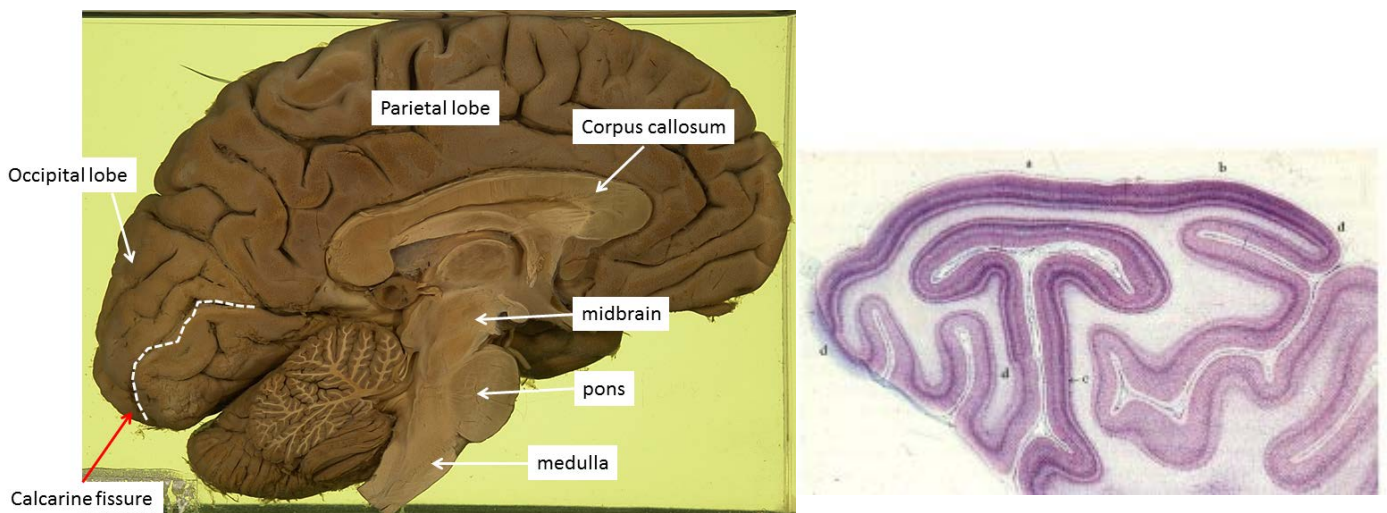 Parietal lobe
Corpus callosum
Occipital lobe
midbrain
pons
medulla
Calcarine fissure
a
b
d
d
d
c